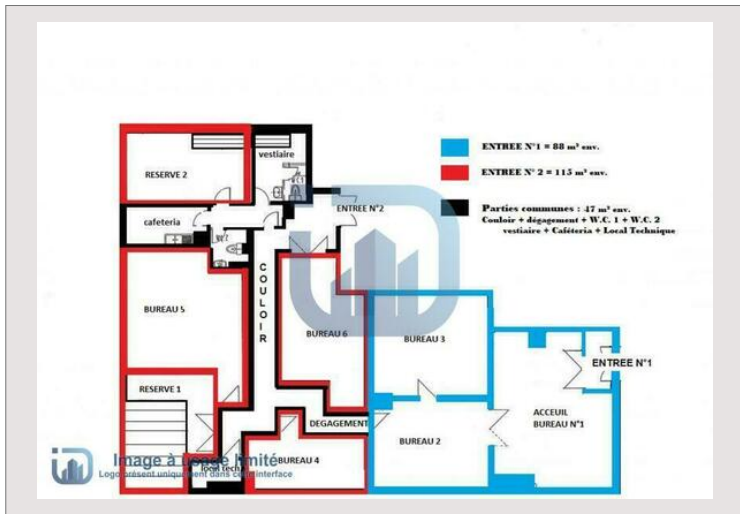 ENTREE N°1 = 88 m² env.
ENTREE N° 2 = 115 m² env.
Parties communes : 47 m² env.
Couloir + dégagement + W.C. 1 + W.C. 2
vestiaire + Caféteria + Local Technique
vestiaire
RESERVE 2
W.C 1
cafeteria
ENTREE N°2
COULOIR
BUREAU 5
BUREAU 6
BUREAU 3
ENTREE N°1
RESERVE 1
ACCEUIL
BUREAU N°1
DEGAGEMENT
BUREAU 2
BUREAU 4
local tech.
Image à usage limité
Logo présent uniquement dans cette interface